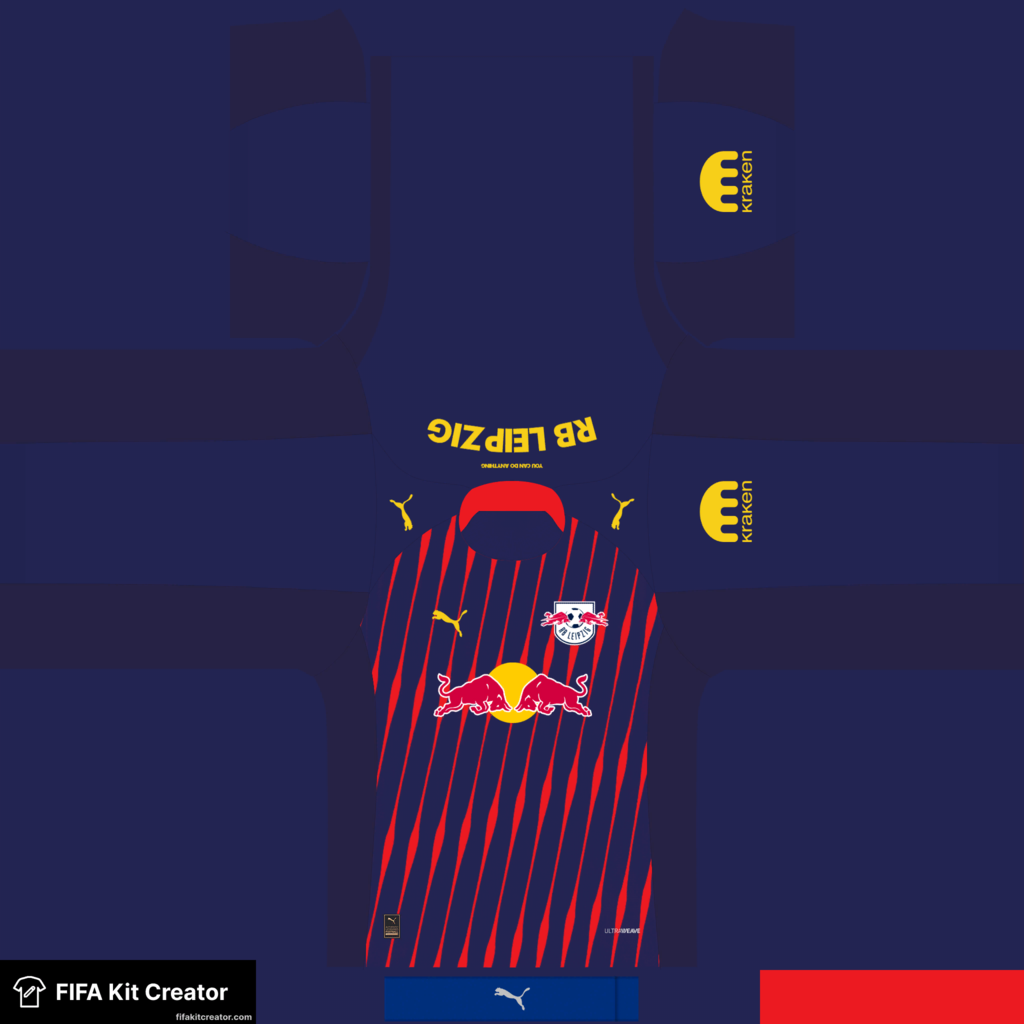 kraken
RB LEIPZIG
YOU CAN DO ANYTHING
kraken
RB LEIPZIG
ULTRAWEAVE
FIFA Kit Creator
fifakitcreator.com